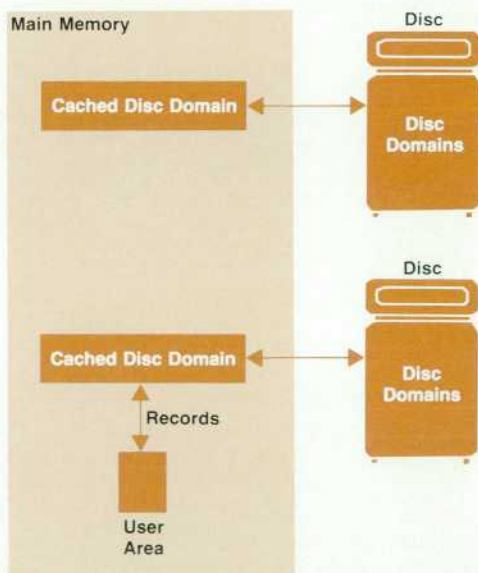 Main Memory
Disc
Cached Disc Domain
Disc
Domains
Disc
Cached Disc Domain
Disc
Domains
Records
User
Area